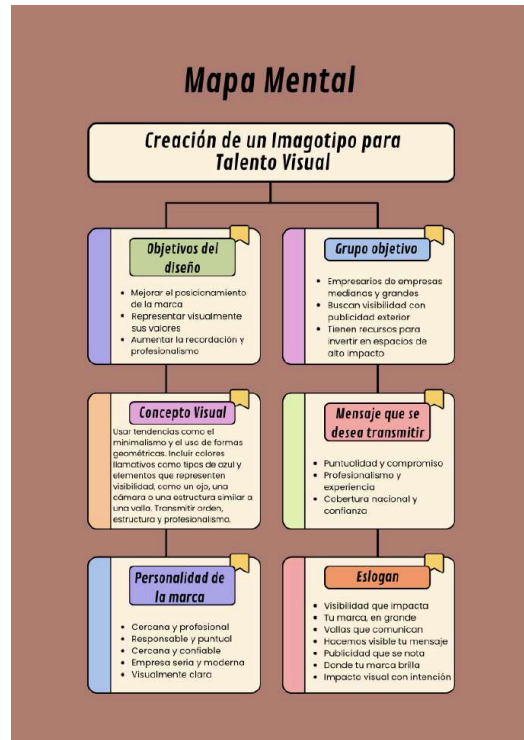 Mapa Mental
Creación de un Imagotipo para
Talento Visual
Objetivos del
diseño
• Mejorar el posicionamiento
de la marca
• Representar visualmente
sus valores
• Aumentar la recordación y
profesionalismo
Grupo objetivo
• Empresarios de empresas
medianas y grandes
• Buscan visibilidad con
publicidad exterior
• Tienen recursos para
invertir en espacios de
alto impacto
Concepto Visual
Usar tendencias como el
minimalismo y el uso de formas
geométricas. Incluir colores
llamativos como tipos de azul y
elementos que representen
visibilidad, como un ojo, una
cámara o una estructura similar a
una valla. Transmitir orden,
estructura y profesionalismo.
Mensaje que se
desea transmitir
• Puntualidad y compromiso
• Profesionalismo y
experiencia
• Cobertura nacional y
confianza
Personalidad de
la marca
• Cercana y profesional
• Responsable y puntual
• Cercana y confiable
• Empresa seria y moderna
• Visualmente clara
Eslogan
• Visibilidad que impacta
• Tu marca, en grande
• Vallas que comunican
• Hacemos visible tu mensaje
• Publicidad que se nota
• Donde tu marca brilla
• Impacto visual con intención